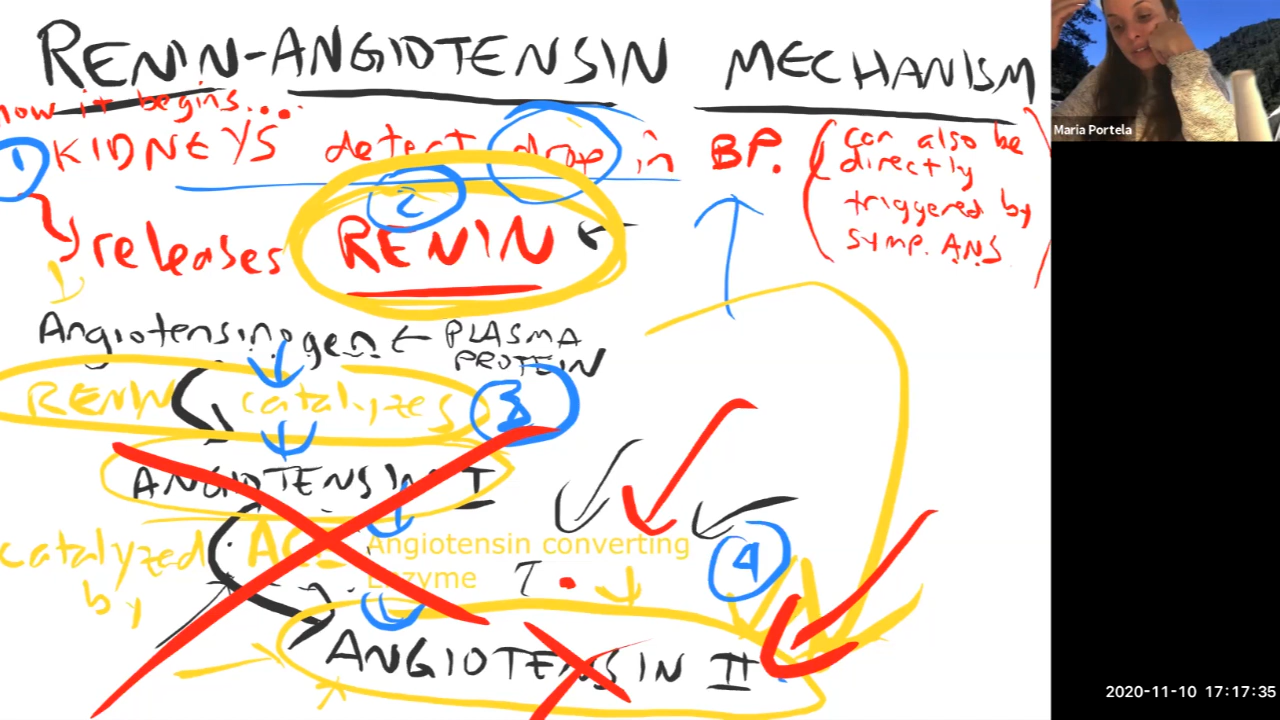 RENIN-ANGIOTENSIN MECHANISM
how it begins...
1 KIDNEYS detect drop in BP. (can also be
directly
triggered by
symp. ANS)
2
releases RENIN
Angiotensinogen ← PLASMA
PROTEIN
RENIN catalyzes 3
ANGIOTENSIN I
catalyzed by
ACE Angiotensin converting
Enzyme
4
ANGIOTENSIN II
Maria Portela
2020-11-10 17:17:35